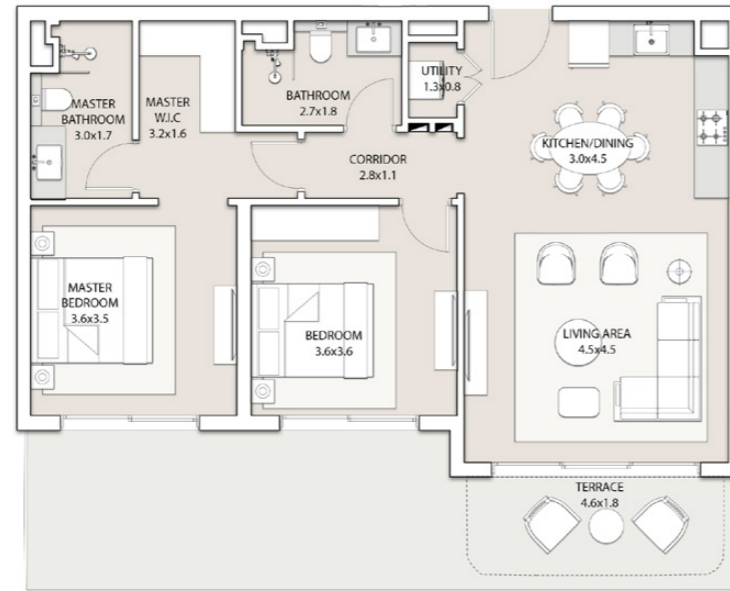 MASTER
BATHROOM
3.0x1.7
MASTER
W.I.C
3.2x1.6
BATHROOM
2.7x1.8
UTILITY
1.3x0.8
CORRIDOR
2.8x1.1
KITCHEN/DINING
3.0x4.5
MASTER
BEDROOM
3.6x3.5
BEDROOM
3.6x3.6
LIVING AREA
4.5x4.5
TERRACE
4.6x1.8